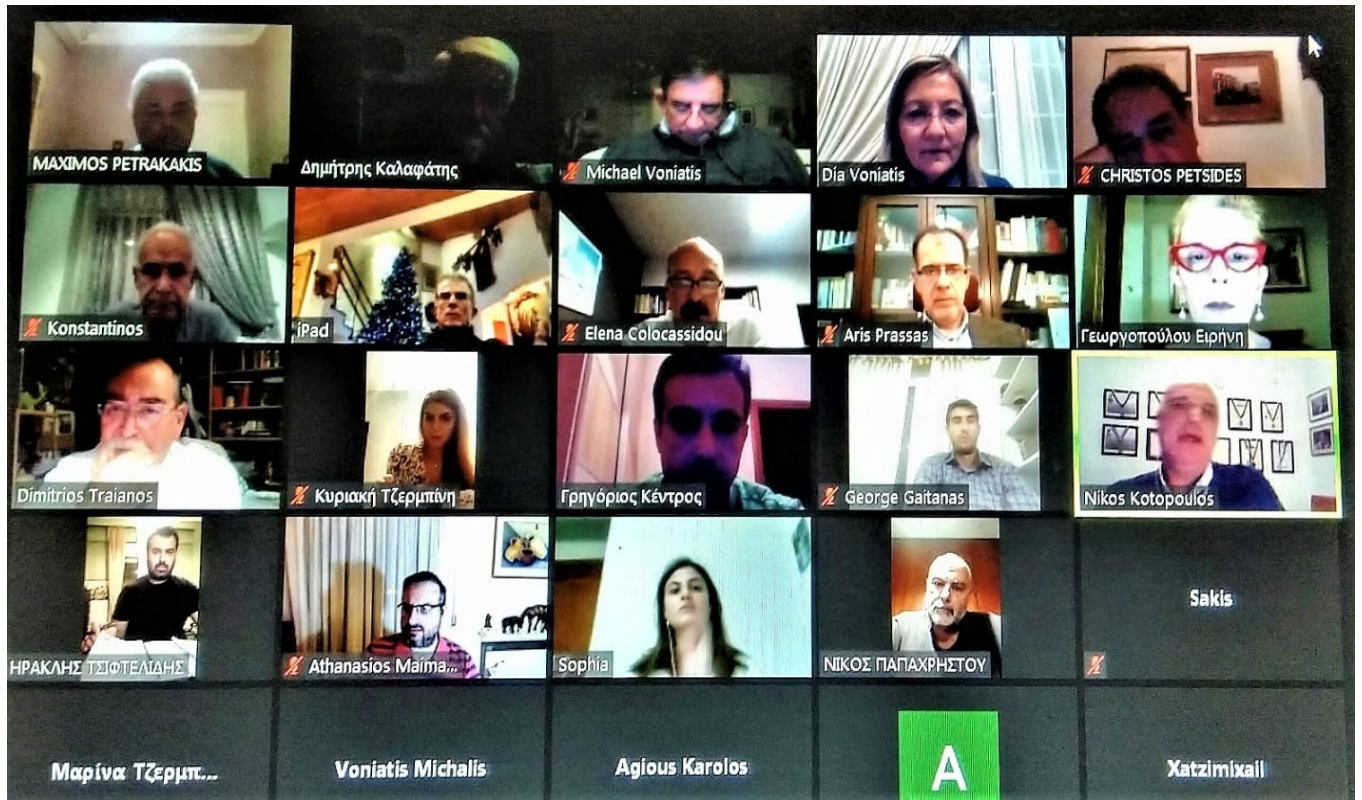 MAXIMOS PETRAKAKIS
Δημήτρης Καλαφάτης
Michael Voniatis
Dia Voniatis
CHRISTOS PETSIDES
Konstantinos
iPad
Elena Colocassidou
Aris Prassas
Γεωργοπούλου Ειρήνη
Dimitrios Traianos
Κυριακή Τζερμπίνη
Γρηγόριος Κέντρος
George Gaitanas
Nikos Kotopoulos
ΗΡΑΚΛΗΣ ΤΣΙΦΤΕΛΙΔΗΣ
Athanasios Maima...
Sophia
ΝΙΚΟΣ ΠΑΠΑΧΡΗΣΤΟΥ
Sakis
Μαρίνα Τζερμπ...
Voniatis Michalis
Agious Karolos
A
Xatzimixail